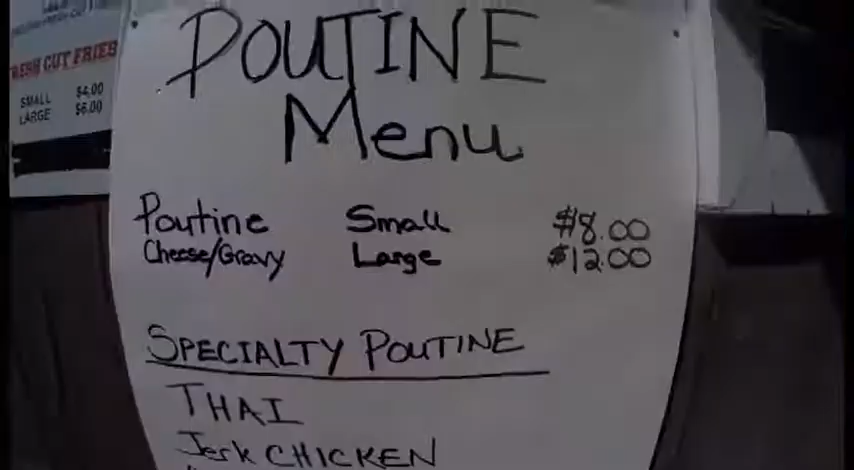 FRESH CUT FRIES
SMALL $4.00
LARGE $6.00
POUTINE
Menu
Poutine Small $8.00
Cheese/Gravy Large $12.00
SPECIALTY POUTINE
THAI
Jerk CHICKEN